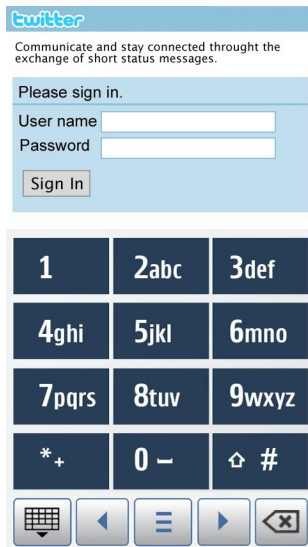 twitter
Communicate and stay connected throught the
exchange of short status messages.
Please sign in.
User name
Password
Sign In
1 2abc 3def
4ghi 5jkl 6mno
7pqrs 8tuv 9wxyz
*+ 0 – #